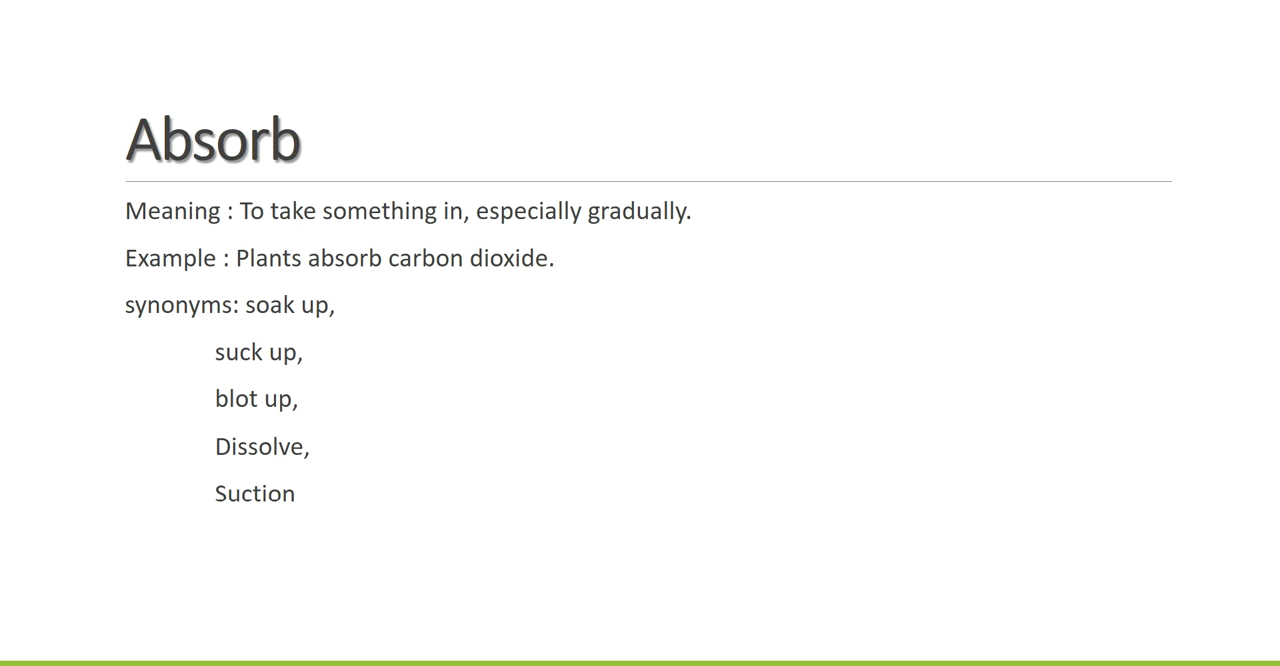 Absorb
Meaning : To take something in, especially gradually.
Example : Plants absorb carbon dioxide.
synonyms: soak up,
suck up,
blot up,
Dissolve,
Suction